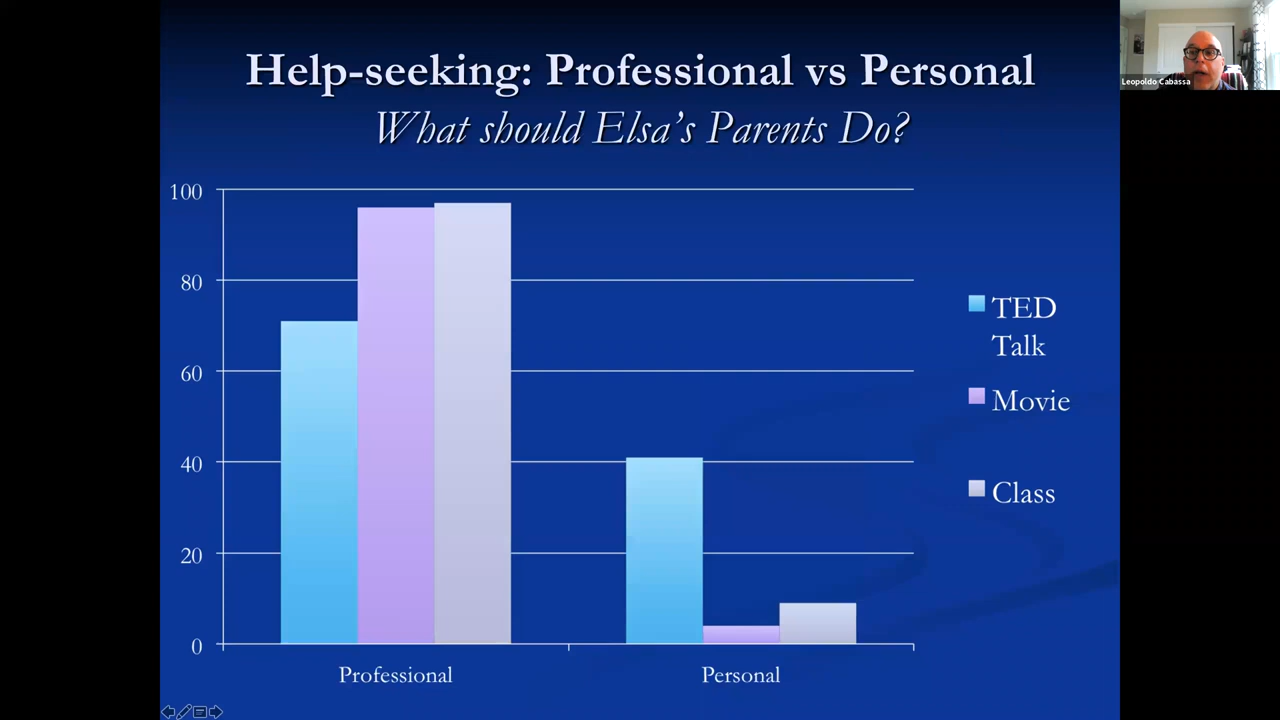 Help-seeking: Professional vs Personal
What should Elsa's Parents Do?
Leopoldo Cabassa
100
80
60
40
20
0
Professional
Personal
TED
Talk
Movie
Class